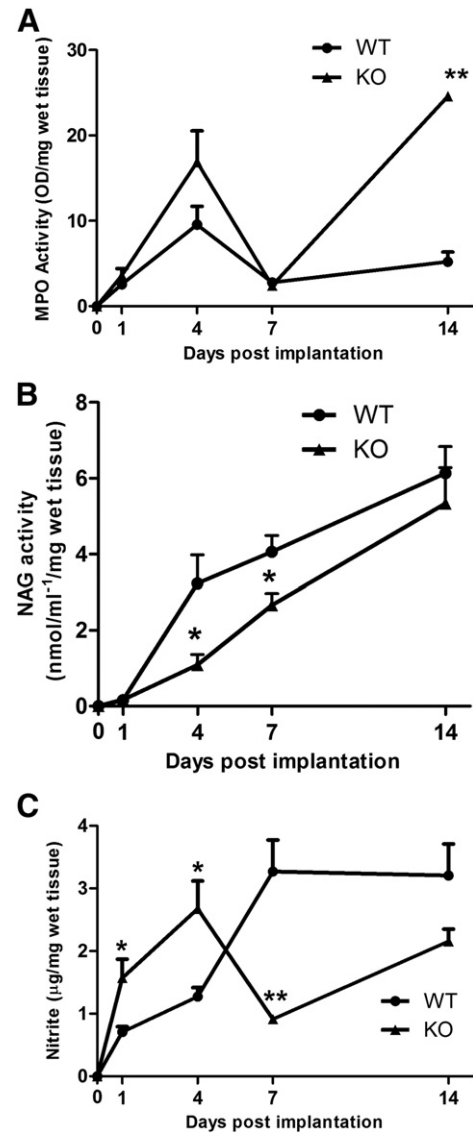 A
WT
KO
MPO Activity (OD/mg wet tissue)
30
20
10
0
**
0 1 4 7 14
Days post implantation
B
WT
KO
NAG activity
(nmol/ml⁻¹/mg wet tissue)
8
6
4
2
0
*
*
0 1 4 7 14
Days post implantation
C
Nitrite (µg/mg wet tissue)
4
3
2
1
0
*
*
**
WT
KO
0 1 4 7 14
Days post implantation